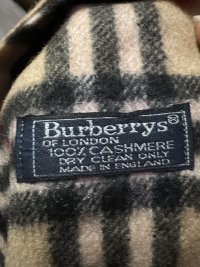 Burberrys®
OF LONDON
100% CASHMERE
DRY CLEAN ONLY
MADE IN ENGLAND